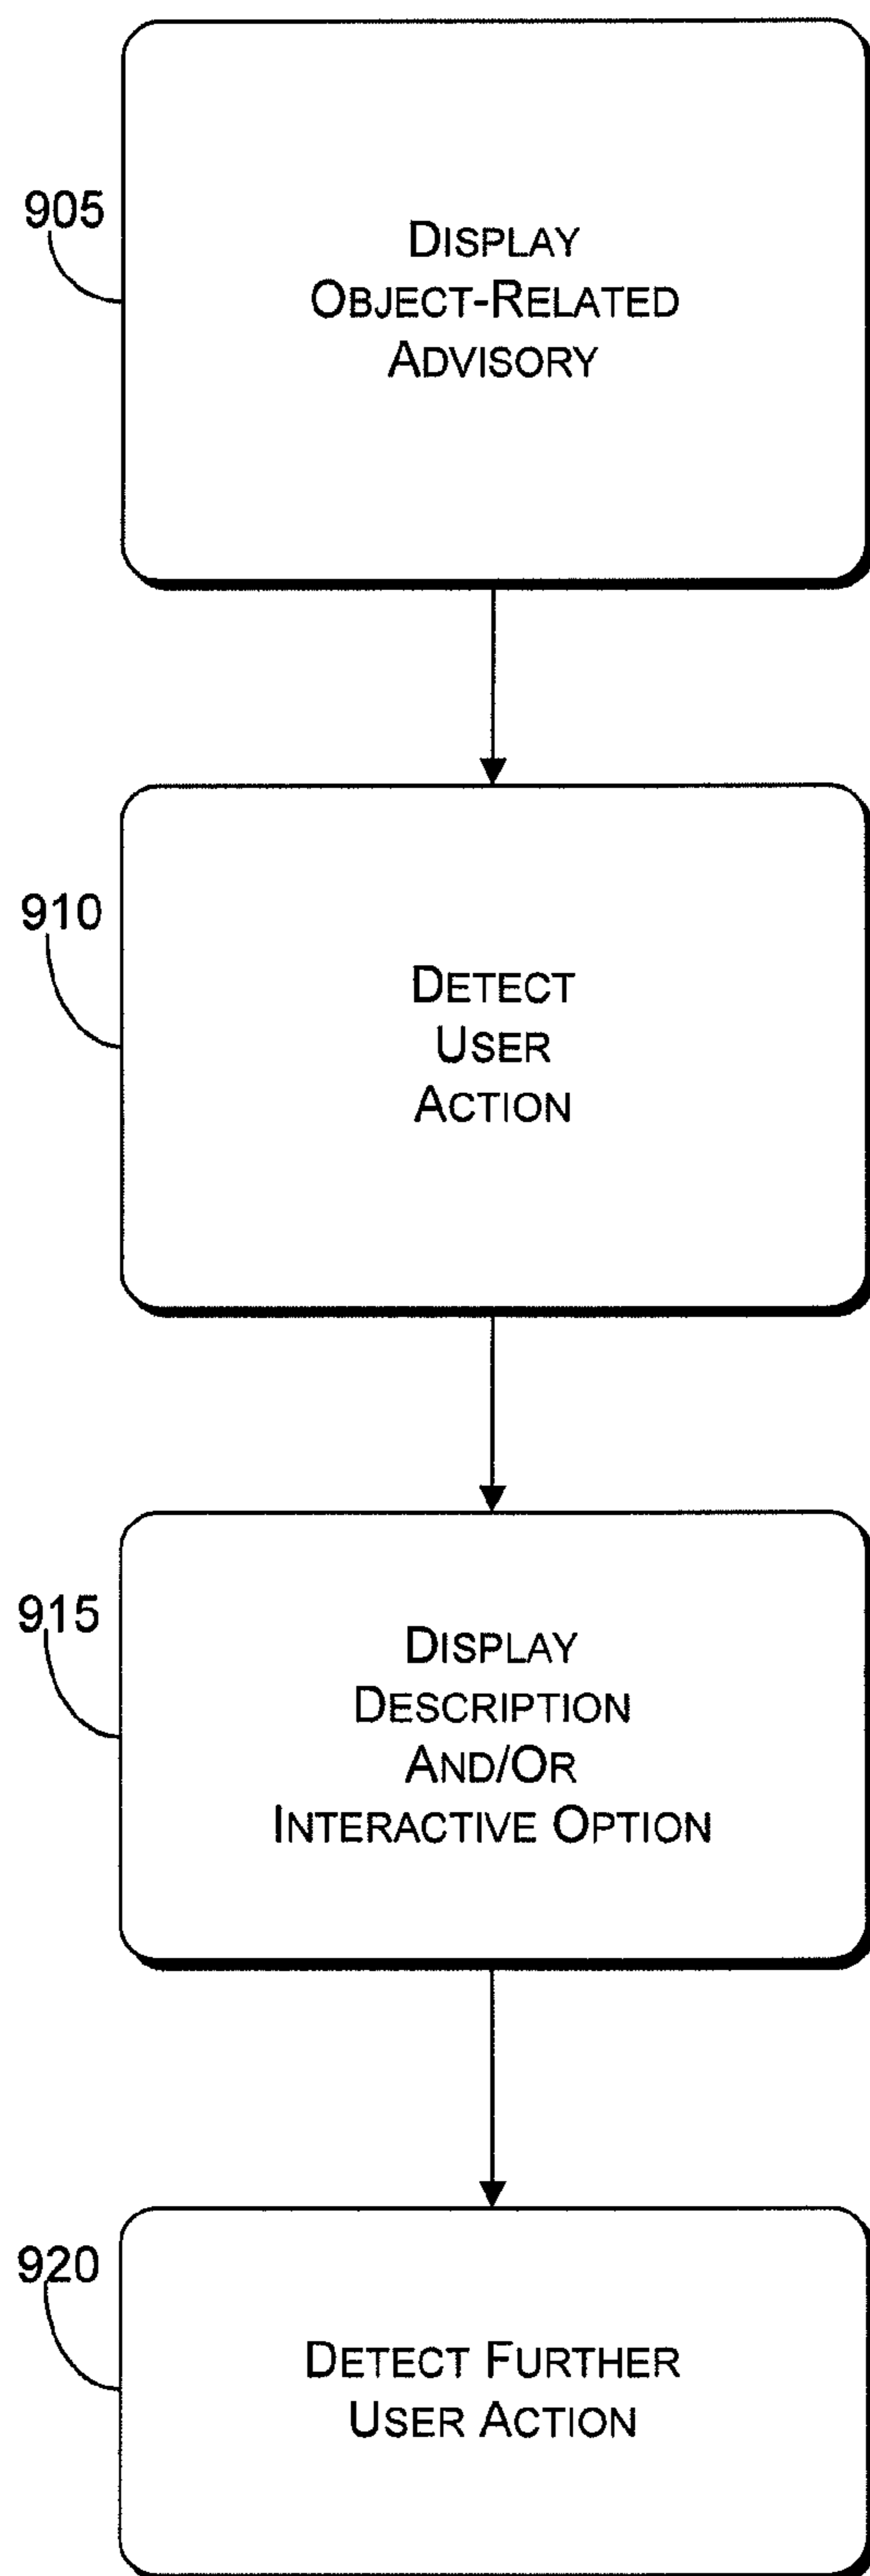 905
DISPLAY
OBJECT-RELATED
ADVISORY
910
DETECT
USER
ACTION
915
DISPLAY
DESCRIPTION
AND/OR
INTERACTIVE OPTION
920
DETECT FURTHER
USER ACTION